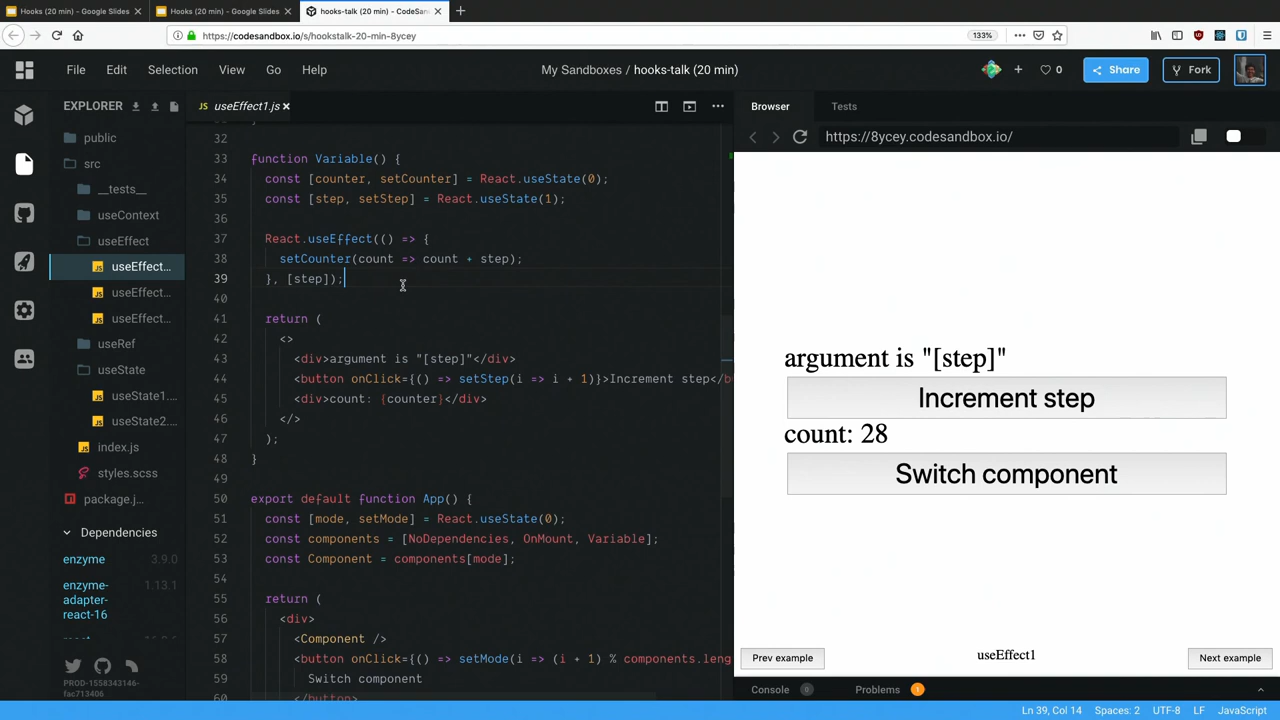 Hooks (20 min) - Google Slides
Hooks (20 min) - Google Slides
hooks-talk (20 min) - CodeSan
https://codesandbox.io/s/hookstalk-20-min-8ycey
133%
File Edit Selection View Go Help
My Sandboxes / hooks-talk (20 min)
0
Share
Fork
EXPLORER
public
src
__tests__
useContext
useEffect
useEffect...
useEffect...
useEffect...
useRef
useState
useState1...
useState2...
index.js
styles.scss
package.j...
Dependencies
enzyme 3.9.0
enzyme-adapter-react-16 1.13.1
PROD-1558343146-
fac713406
JS useEffect1.js
32
33 function Variable() {
34 const [counter, setCounter] = React.useState(0);
35 const [step, setStep] = React.useState(1);
36
37 React.useEffect(() => {
38 setCounter(count => count + step);
39 }, [step]);
40
41 return (
42 <>
43 <div>argument is "[step]"</div>
44 <button onClick={() => setStep(i => i + 1)}>Increment step</b
45 <div>count: {counter}</div>
46 </>
47 );
48 }
49
50 export default function App() {
51 const [mode, setMode] = React.useState(0);
52 const components = [NoDependencies, OnMount, Variable];
53 const Component = components[mode];
54
55 return (
56 <div>
57 <Component />
58 <button onClick={() => setMode(i => (i + 1) % components.leng
59 Switch component
60 </button>
Browser Tests
https://8ycey.codesandbox.io/
argument is "[step]"
Increment step
count: 28
Switch component
Prev example
useEffect1
Next example
Console 0 Problems 1
Ln 39, Col 14 Spaces: 2 UTF-8 LF JavaScript